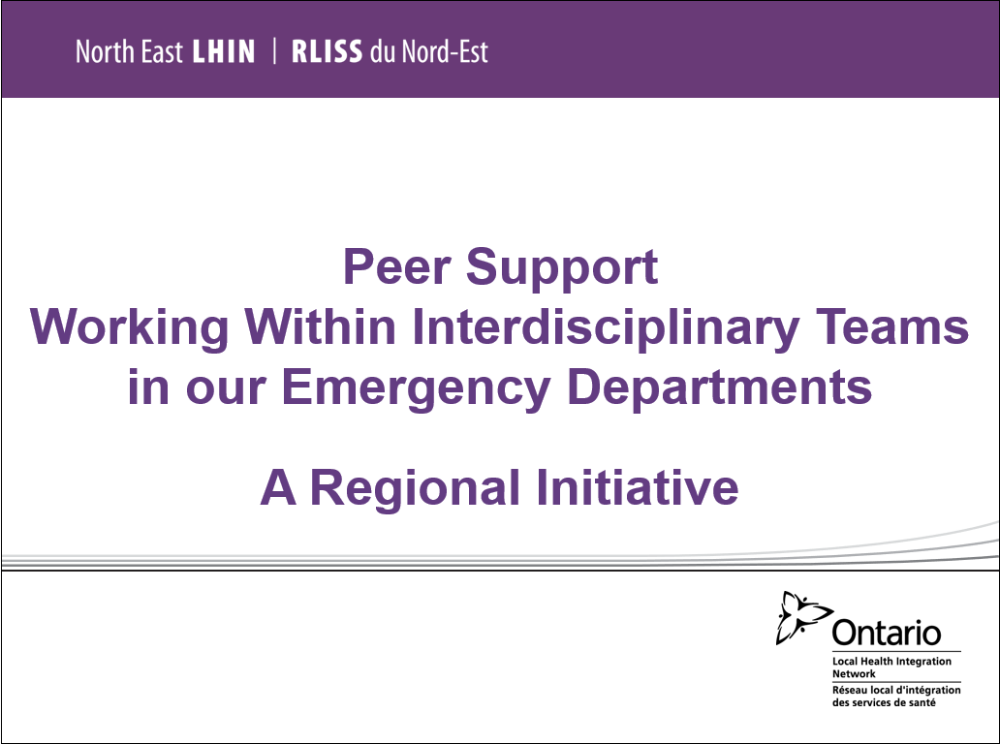 North East LHIN | RLISS du Nord-Est
Peer Support
Working Within Interdisciplinary Teams
in our Emergency Departments
A Regional Initiative
Ontario
Local Health Integration
Network
Réseau local d'intégration
des services de santé